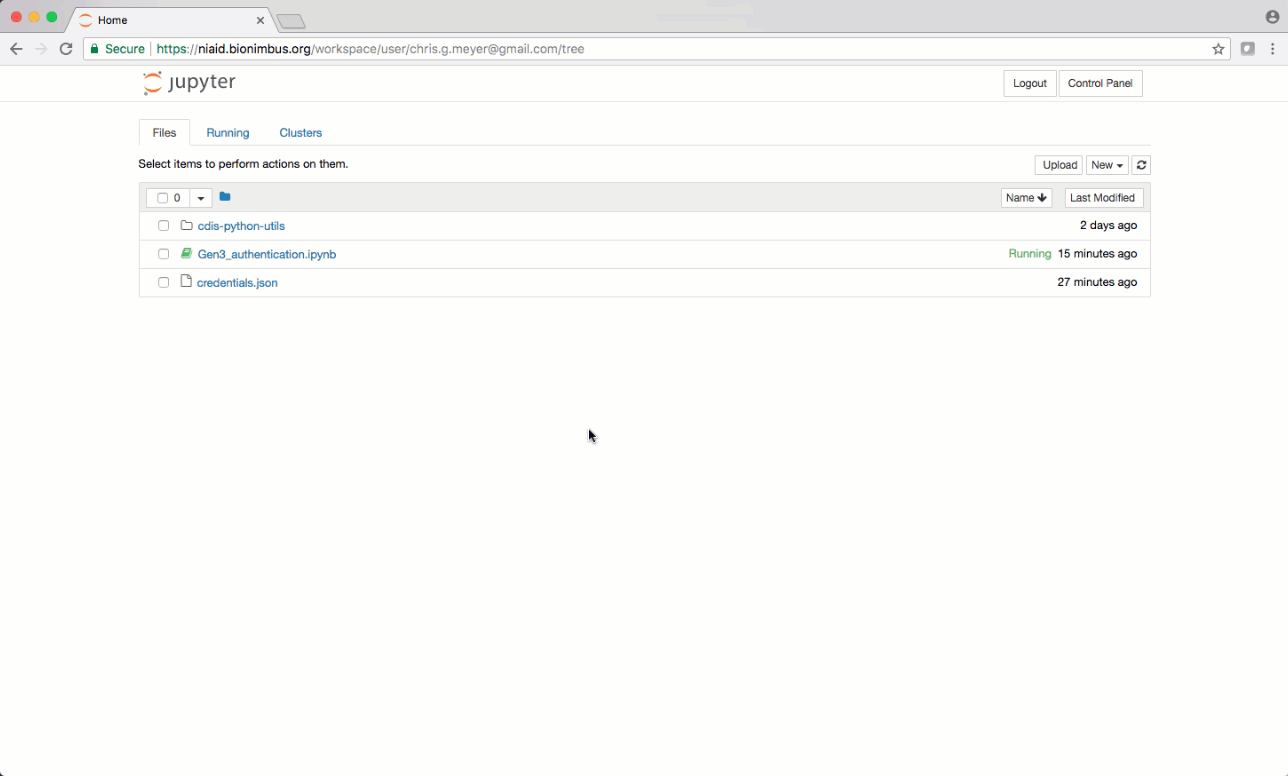 Home
Secure https://niaid.bionimbus.org/workspace/user/chris.g.meyer@gmail.com/tree
jupyter Logout Control Panel
Files Running Clusters
Select items to perform actions on them. Upload New
0 Name Last Modified
cdis-python-utils 2 days ago
Gen3_authentication.ipynb Running 15 minutes ago
credentials.json 27 minutes ago